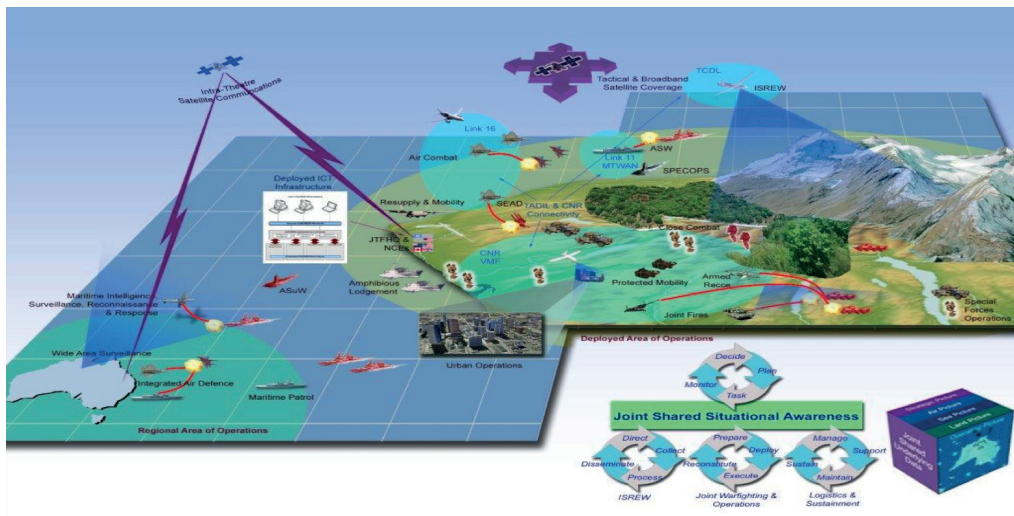 Intra-Theatre
Satellite Communcations
Tactical & Broadband
Satellite Coverage
TCDL
ISREW
Link 16
Air Combat
Link 11
MTWAN
ASW
SPECOPS
Deployed ICT
Infrastructure
Resupply & Mobility
SEAD
TADIL & CNR
Connectivity
JTFHQ &
NCE
Close Combat
CNR
VMF
ASuW
Amphibious
Lodgement
Protected Mobility
Armed
Recce
Joint Fires
Special
Forces
Operations
Maritime Intelligence,
Surveillance, Reconnaissance
& Response
Wide Area Surveillance
Integrated Air Defence
Maritime Patrol
Urban Operations
Regional Area of Operations
Deployed Area of Operations
Decide
Plan
Monitor
Task
Joint Shared Situational Awareness
Direct
Collect
Disseminate
Process
ISREW
Prepare
Deploy
Reconstitute
Execute
Joint Warfighting &
Operations
Manage
Support
Sustain
Maintain
Logistics &
Sustainment
Strategic Picture
Air Picture
Sea Picture
Land Picture
Joint
Shared
Underlying
Data